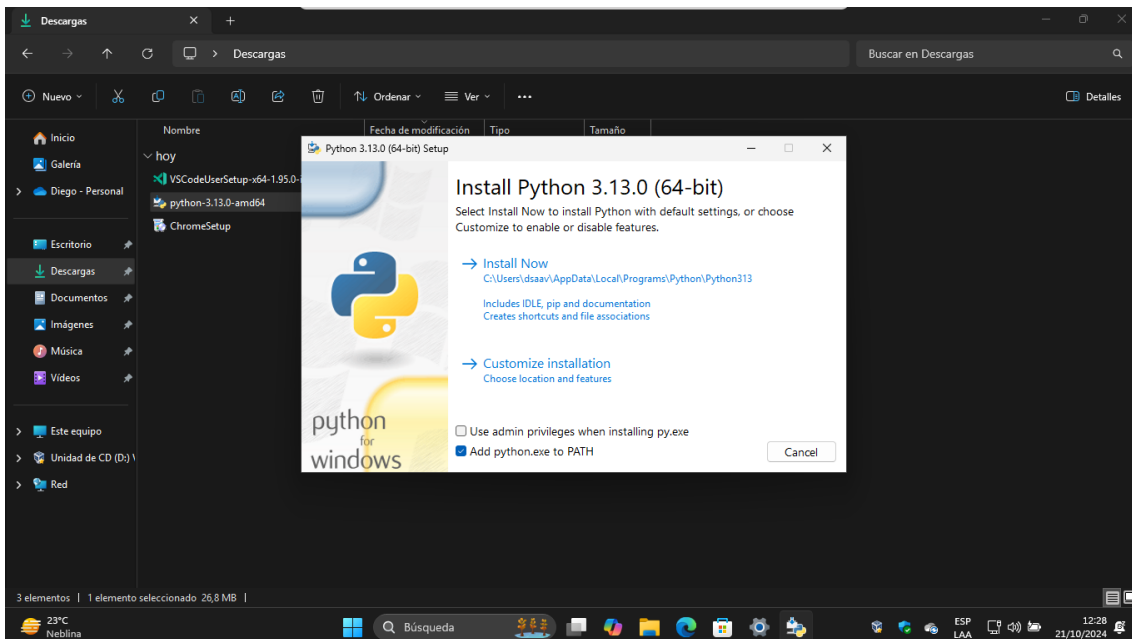 Descargas
Descargas
Buscar en Descargas
Nuevo
Ordenar
Ver
Detalles
Inicio
Galería
Diego - Personal
Escritorio
Descargas
Documentos
Imágenes
Música
Vídeos
Este equipo
Unidad de CD (D:) V
Red
Nombre
Fecha de modificación
Tipo
Tamaño
hoy
VSCodeUserSetup-x64-1.95.0-i
python-3.13.0-amd64
ChromeSetup
Python 3.13.0 (64-bit) Setup
Install Python 3.13.0 (64-bit)
Select Install Now to install Python with default settings, or choose
Customize to enable or disable features.
Install Now
C:\Users\dsaav\AppData\Local\Programs\Python\Python313
Includes IDLE, pip and documentation
Creates shortcuts and file associations
Customize installation
Choose location and features
python
for
windows
Use admin privileges when installing py.exe
Add python.exe to PATH
Cancel
3 elementos | 1 elemento seleccionado 26,8 MB |
23°C
Neblina
Búsqueda
ESP
LAA
12:28
21/10/2024